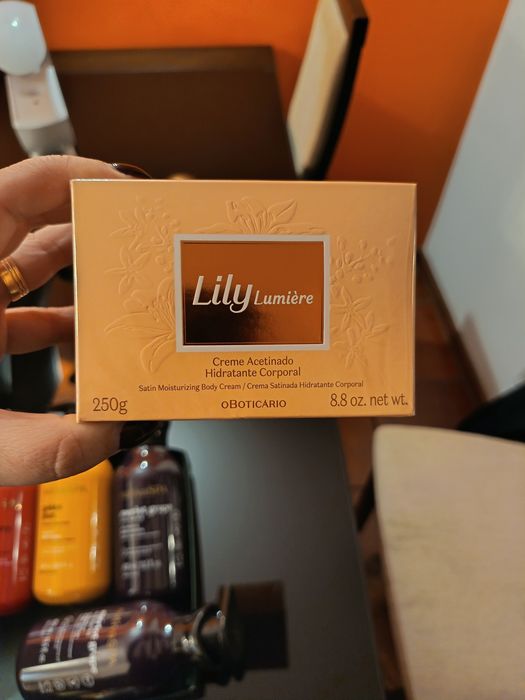 Lily Lumière
Creme Acetinado
Hidratante Corporal
Satin Moisturizing Body Cream / Crema Satinada Hidratante Corporal
250g
oBOTICÁRIO
8.8 oz. net wt.